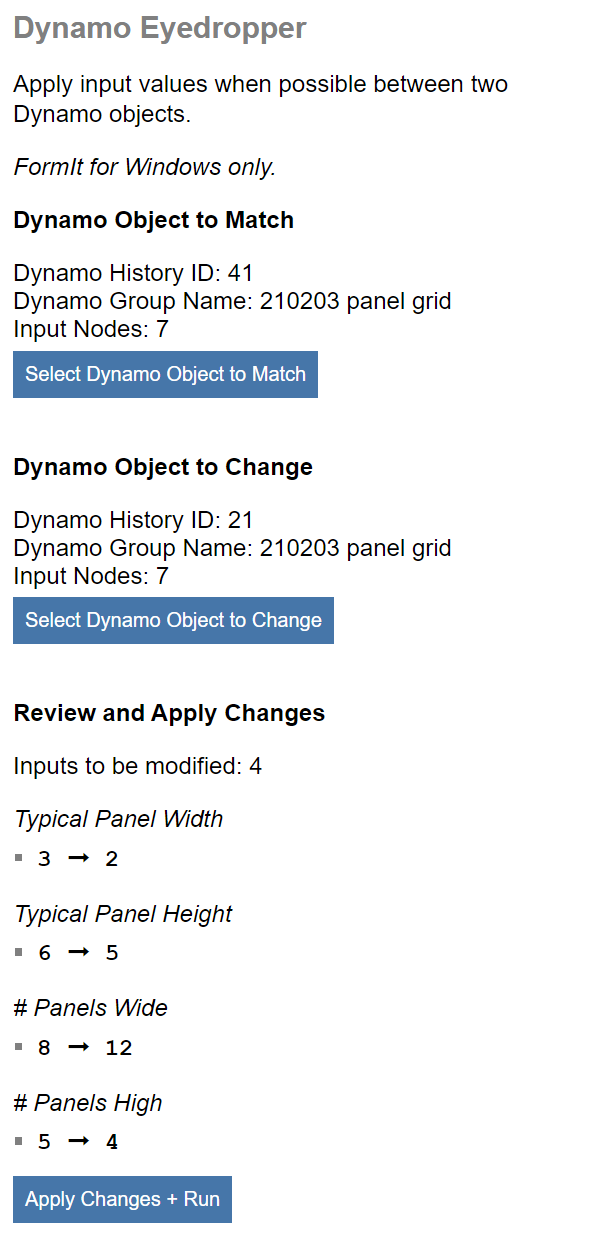 Dynamo Eyedropper
Apply input values when possible between two
Dynamo objects.
FormIt for Windows only.
Dynamo Object to Match
Dynamo History ID: 41
Dynamo Group Name: 210203 panel grid
Input Nodes: 7
Select Dynamo Object to Match
Dynamo Object to Change
Dynamo History ID: 21
Dynamo Group Name: 210203 panel grid
Input Nodes: 7
Select Dynamo Object to Change
Review and Apply Changes
Inputs to be modified: 4
Typical Panel Width
3 → 2
Typical Panel Height
6 → 5
# Panels Wide
8 → 12
# Panels High
5 → 4
Apply Changes + Run